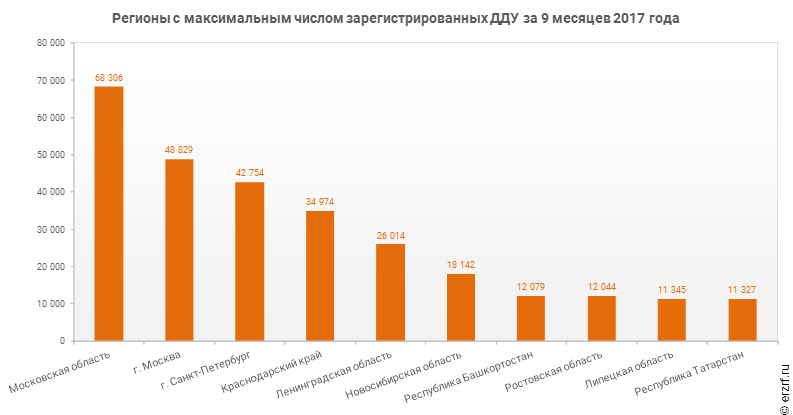 Регионы с максимальным числом зарегистрированных ДДУ за 9 месяцев 2017 года
80 000
70 000
60 000
50 000
40 000
30 000
20 000
10 000
0
68 306
48 829
42 754
34 974
26 014
18 142
12 079
12 044
11 345
11 327
Московская область
г. Москва
г. Санкт-Петербург
Краснодарский край
Ленинградская область
Новосибирская область
Республика Башкортостан
Ростовская область
Липецкая область
Республика Татарстан
© erzrf.ru